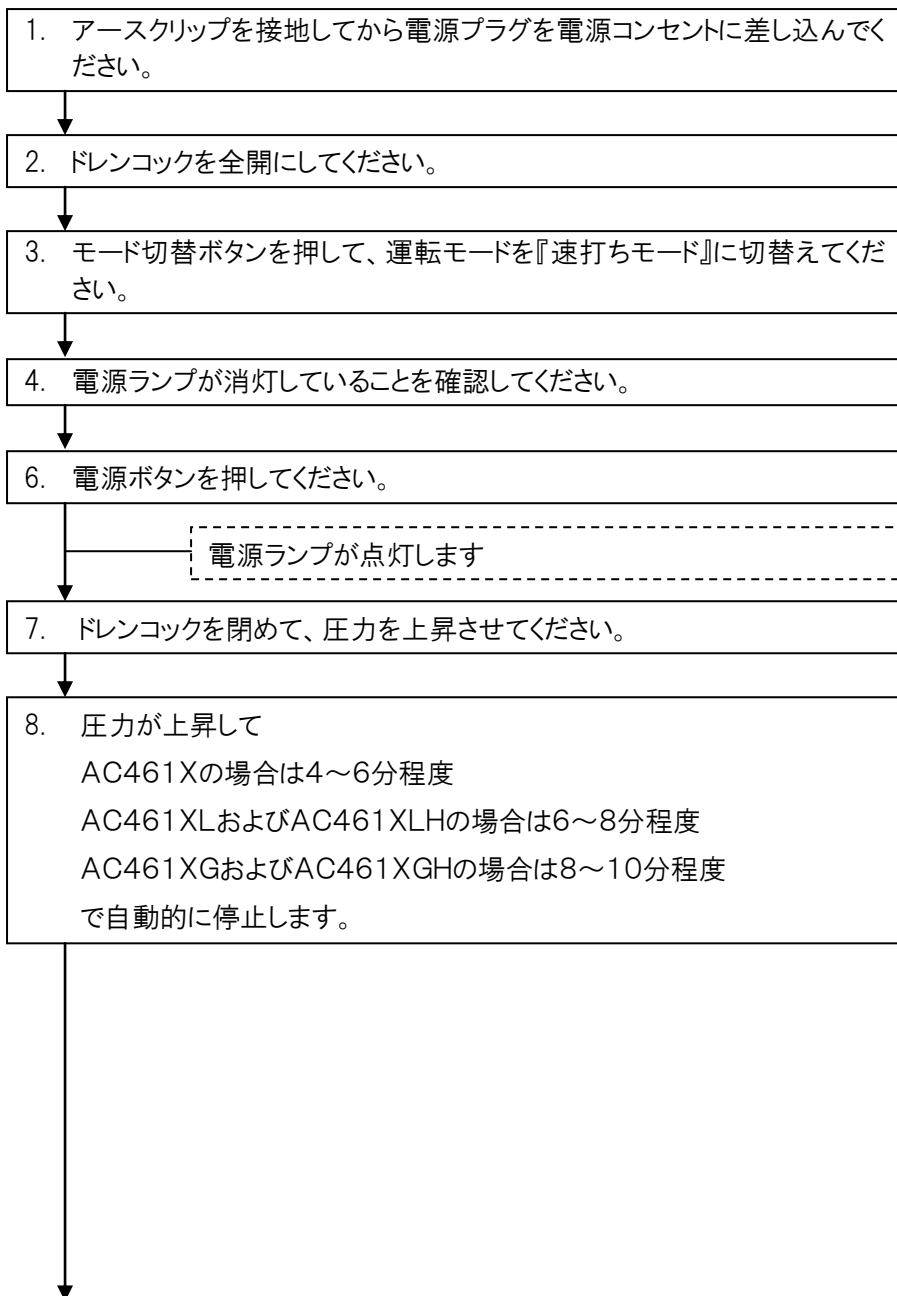 1. アースクリップを接地してから電源プラグを電源コンセントに差し込んでく
ださい。
2. ドレンコックを全開にしてください。
3. モード切替ボタンを押して、運転モードを『速打ちモード』に切替えてくだ
さい。
4. 電源ランプが消灯していることを確認してください。
6. 電源ボタンを押してください。
電源ランプが点灯します
7. ドレンコックを閉めて、圧力を上昇させてください。
8. 圧力が上昇して
AC461Xの場合は4～6分程度
AC461XLおよびAC461XLHの場合は6～8分程度
AC461XGおよびAC461XGHの場合は8～10分程度
で自動的に停止します。